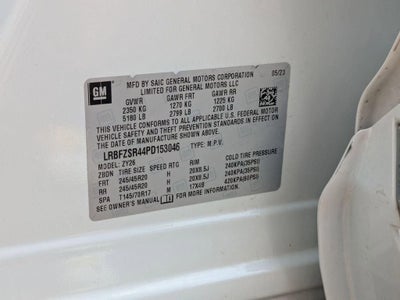 GM
MFD BY SAIC GENERAL MOTORS CORPORATION
LIMITED FOR GENERAL MOTORS LLC
05/23
GVWR GAWR FRT GAWR RR
2350 KG 1270 KG 1225 KG
5180 LB 2799 LB 2700 LB
THIS VEHICLE CONFORMS TO ALL APPLICABLE U.S.
FEDERAL MOTOR VEHICLE SAFETY, BUMPER, AND
THEFT PREVENTION STANDARDS IN EFFECT ON THE DATE
OF MANUFACTURE SHOWN ABOVE.
LRBFZSR44PD153046 TYPE: M.P.V.
MODEL: ZY26
ZBDN TIRE SIZE SPEED RTG RIM COLD TIRE PRESSURE
FRT 245/45R20 H 20X8.5J 240KPA(35PSI)
RR 245/45R20 H 20X8.5J 240KPA(35PSI)
SPA T145/70R17 M 17X4B 420KPA(60PSI)
SEE OWNER'S MANUAL FOR MORE INFORMATION